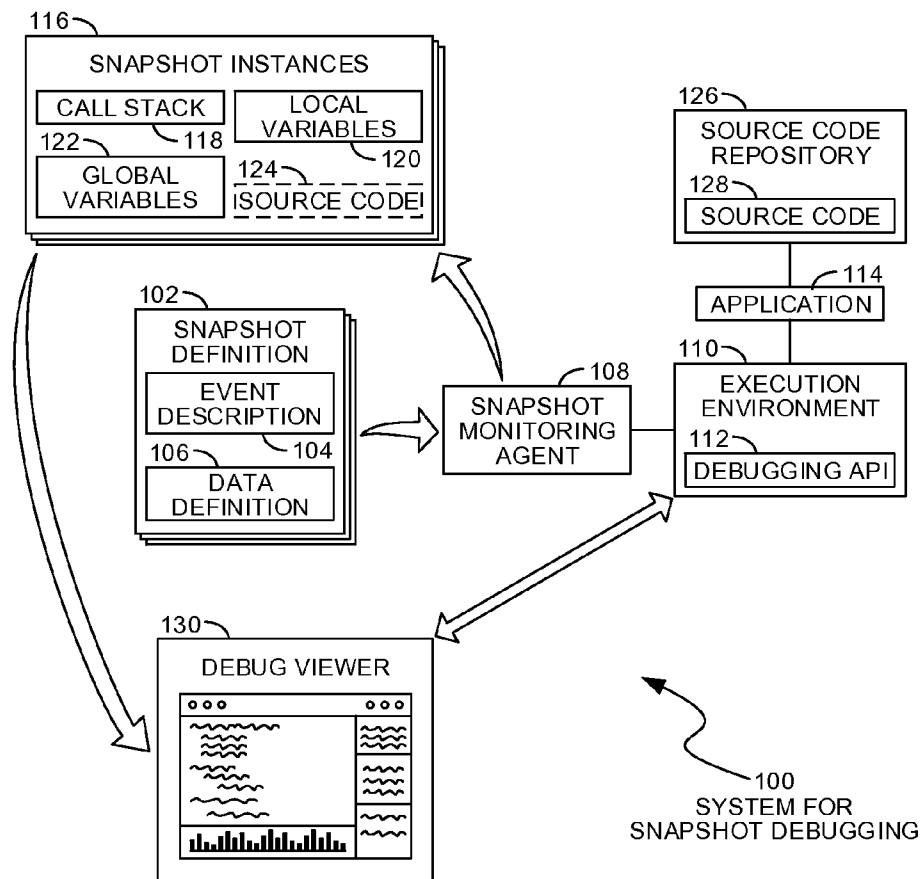 116
SNAPSHOT INSTANCES
CALL STACK
118
LOCAL
VARIABLES
120
122
GLOBAL
VARIABLES
124
SOURCE CODE
126
SOURCE CODE
REPOSITORY
128
SOURCE CODE
114
APPLICATION
110
EXECUTION
ENVIRONMENT
112
DEBUGGING API
102
SNAPSHOT
DEFINITION
EVENT
DESCRIPTION
104
106
DATA
DEFINITION
108
SNAPSHOT
MONITORING
AGENT
130
DEBUG VIEWER
100
SYSTEM FOR
SNAPSHOT DEBUGGING